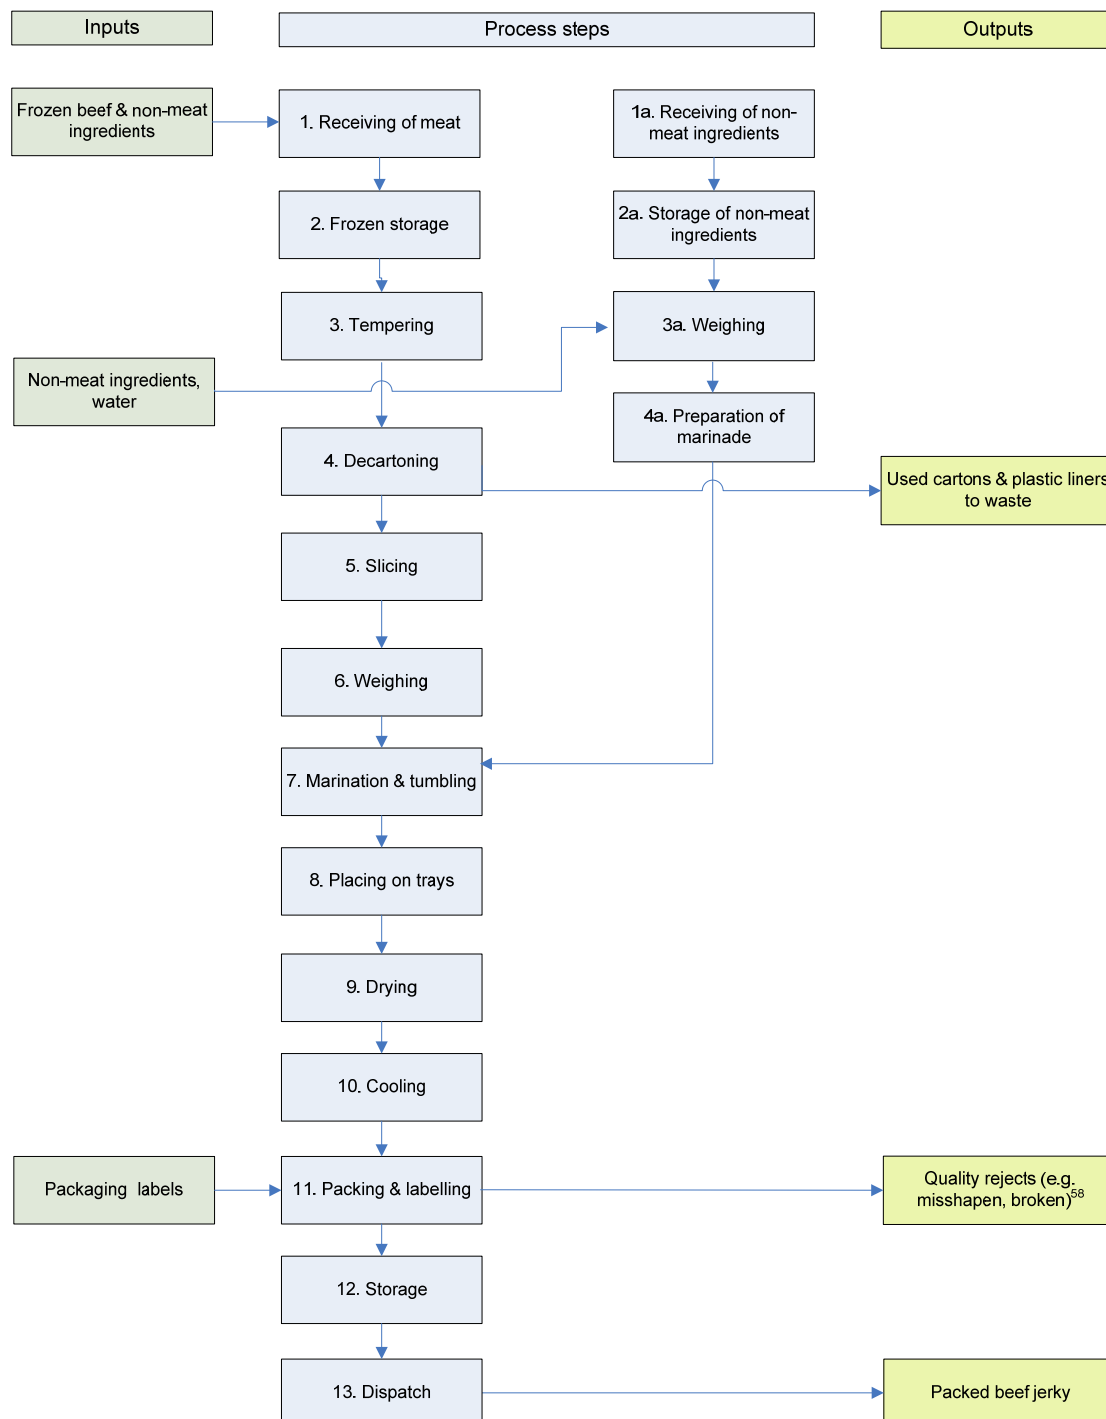 Inputs
Process steps
Outputs
Frozen beef & non-meat
ingredients
1. Receiving of meat
1a. Receiving of non-
meat ingredients
2. Frozen storage
2a. Storage of non-meat
ingredients
3. Tempering
3a. Weighing
Non-meat ingredients,
water
4a. Preparation of
marinade
4. Decartoning
Used cartons & plastic liners
to waste
5. Slicing
6. Weighing
7. Marination & tumbling
8. Placing on trays
9. Drying
10. Cooling
Packaging labels
11. Packing & labelling
Quality rejects (e.g.
misshapen, broken)58
12. Storage
13. Dispatch
Packed beef jerky